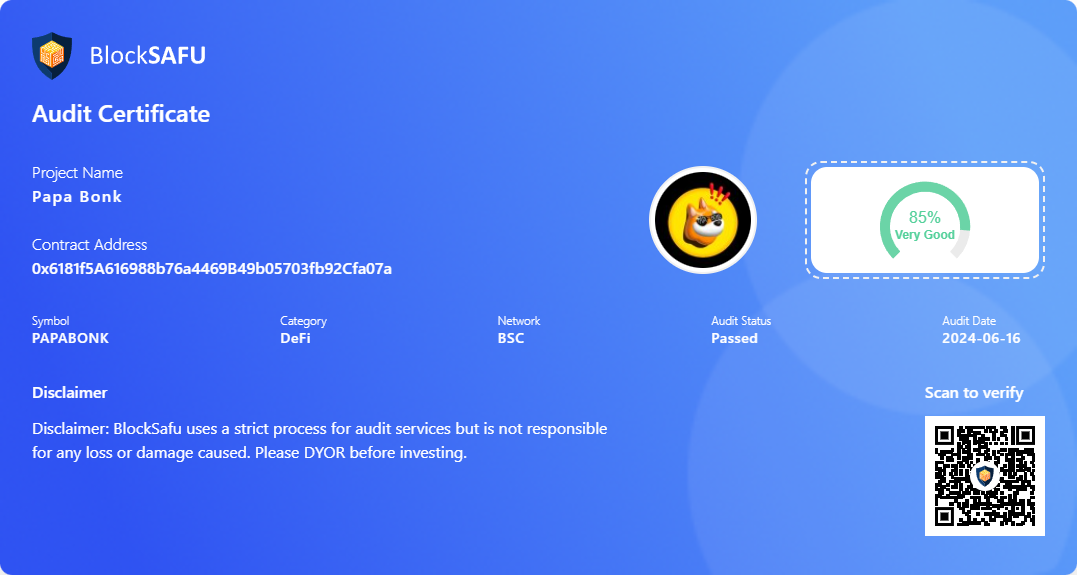 BlockSAFU
Audit Certificate
Project Name
Papa Bonk
Contract Address
0x6181f5A616988b76a4469B49b05703fb92Cfa07a
85%
Very Good
Symbol
PAPABONK
Category
DeFi
Network
BSC
Audit Status
Passed
Audit Date
2024-06-16
Disclaimer
Disclaimer: BlockSafu uses a strict process for audit services but is not responsible
for any loss or damage caused. Please DYOR before investing.
Scan to verify